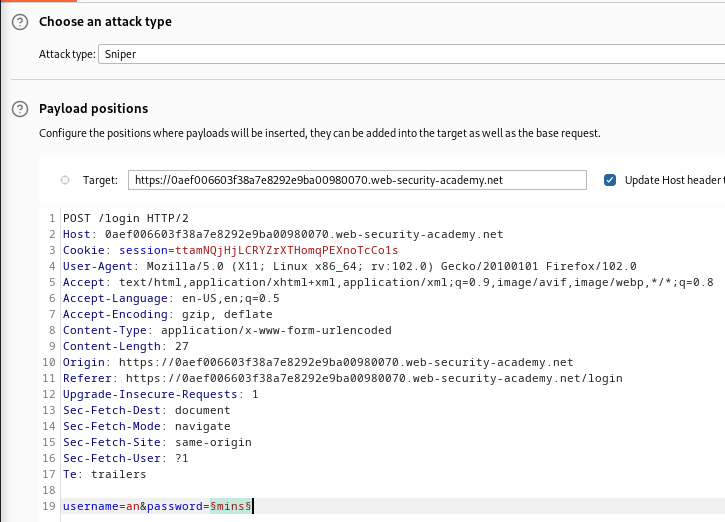 Choose an attack type
Attack type: Sniper
Payload positions
Configure the positions where payloads will be inserted, they can be added into the target as well as the base request.
Target: https://0aef006603f38a7e8292e9ba00980070.web-security-academy.net Update Host header t
1 POST /login HTTP/2
2 Host: 0aef006603f38a7e8292e9ba00980070.web-security-academy.net
3 Cookie: session=ttamNQjHjLCRYZrXTHomqPEXnoTcCo1s
4 User-Agent: Mozilla/5.0 (X11; Linux x86_64; rv:102.0) Gecko/20100101 Firefox/102.0
5 Accept: text/html,application/xhtml+xml,application/xml;q=0.9,image/avif,image/webp,*/*;q=0.8
6 Accept-Language: en-US,en;q=0.5
7 Accept-Encoding: gzip, deflate
8 Content-Type: application/x-www-form-urlencoded
9 Content-Length: 27
10 Origin: https://0aef006603f38a7e8292e9ba00980070.web-security-academy.net
11 Referer: https://0aef006603f38a7e8292e9ba00980070.web-security-academy.net/login
12 Upgrade-Insecure-Requests: 1
13 Sec-Fetch-Dest: document
14 Sec-Fetch-Mode: navigate
15 Sec-Fetch-Site: same-origin
16 Sec-Fetch-User: ?1
17 Te: trailers
18
19 username=an&password=§mins§